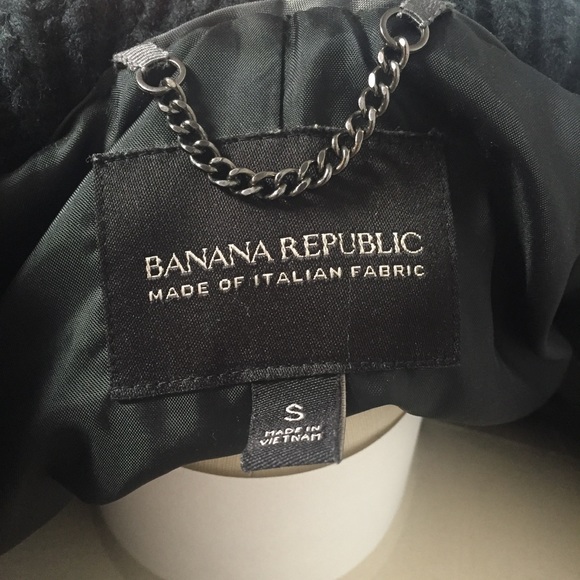 BANANA REPUBLIC
MADE OF ITALIAN FABRIC
S
MADE IN
VIETNAM